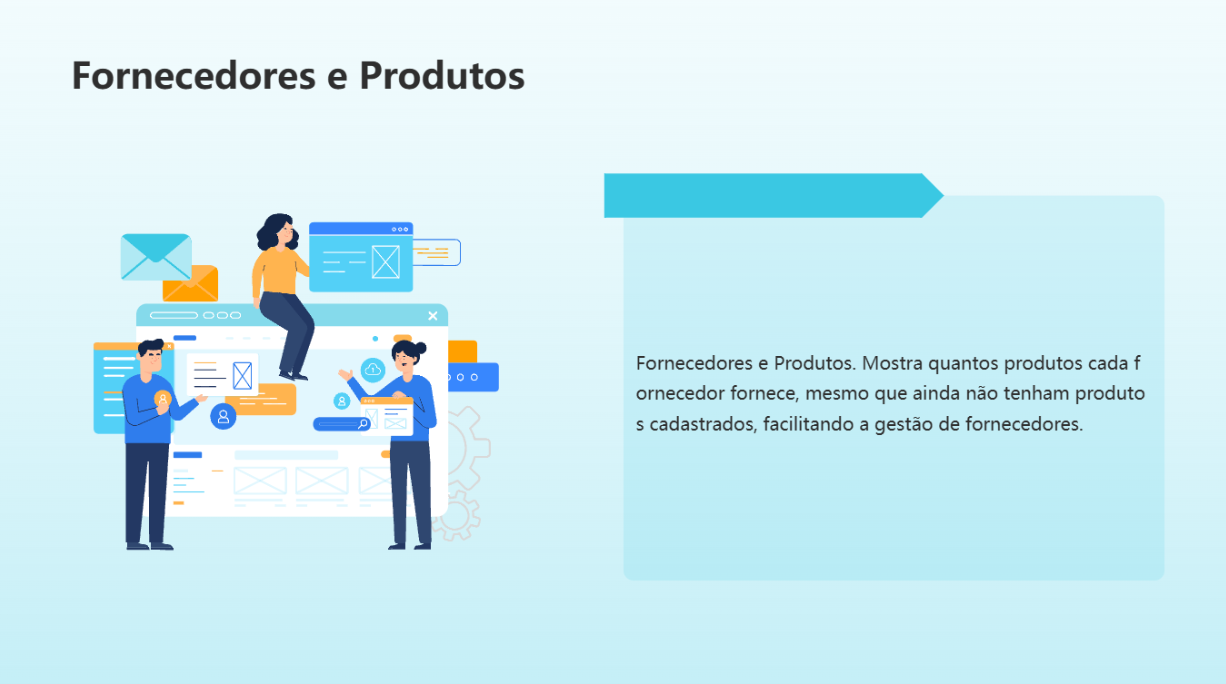 Fornecedores e Produtos
Fornecedores e Produtos. Mostra quantos produtos cada f
ornecedor fornece, mesmo que ainda não tenham produto
s cadastrados, facilitando a gestão de fornecedores.